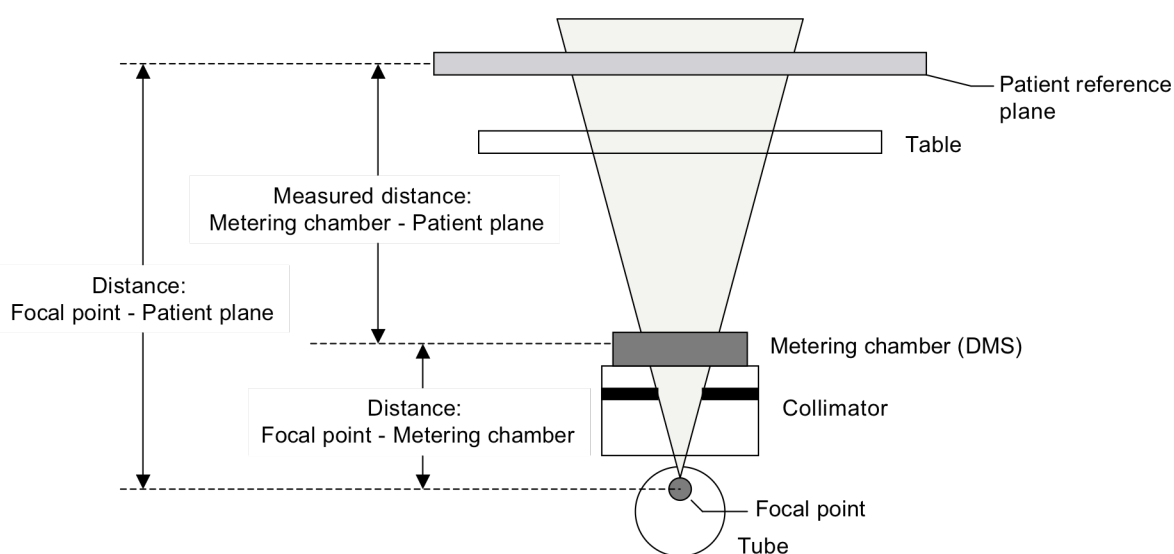 Patient reference
plane
Table
Measured distance:
Metering chamber - Patient plane
Distance:
Focal point - Patient plane
Metering chamber (DMS)
Distance:
Focal point - Metering chamber
Collimator
Focal point
Tube